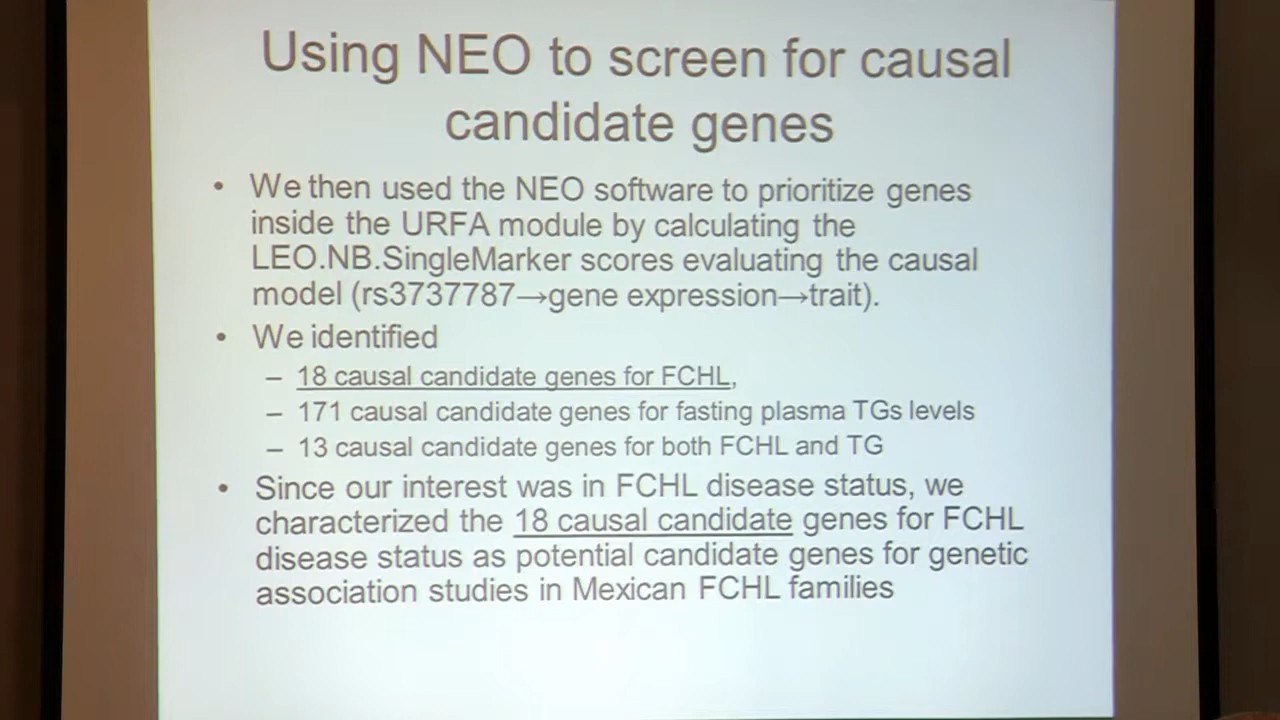 Using NEO to screen for causal
candidate genes
• We then used the NEO software to prioritize genes
inside the URFA module by calculating the
LEO.NB.SingleMarker scores evaluating the causal
model (rs3737787→gene expression→trait).
• We identified
– 18 causal candidate genes for FCHL,
– 171 causal candidate genes for fasting plasma TGs levels
– 13 causal candidate genes for both FCHL and TG
• Since our interest was in FCHL disease status, we
characterized the 18 causal candidate genes for FCHL
disease status as potential candidate genes for genetic
association studies in Mexican FCHL families